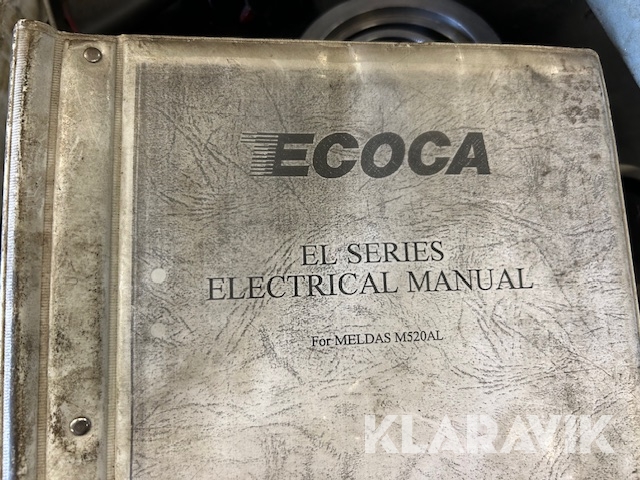 ECOCA
EL SERIES
ELECTRICAL MANUAL
For MELDAS M520AL
KLARAVIK